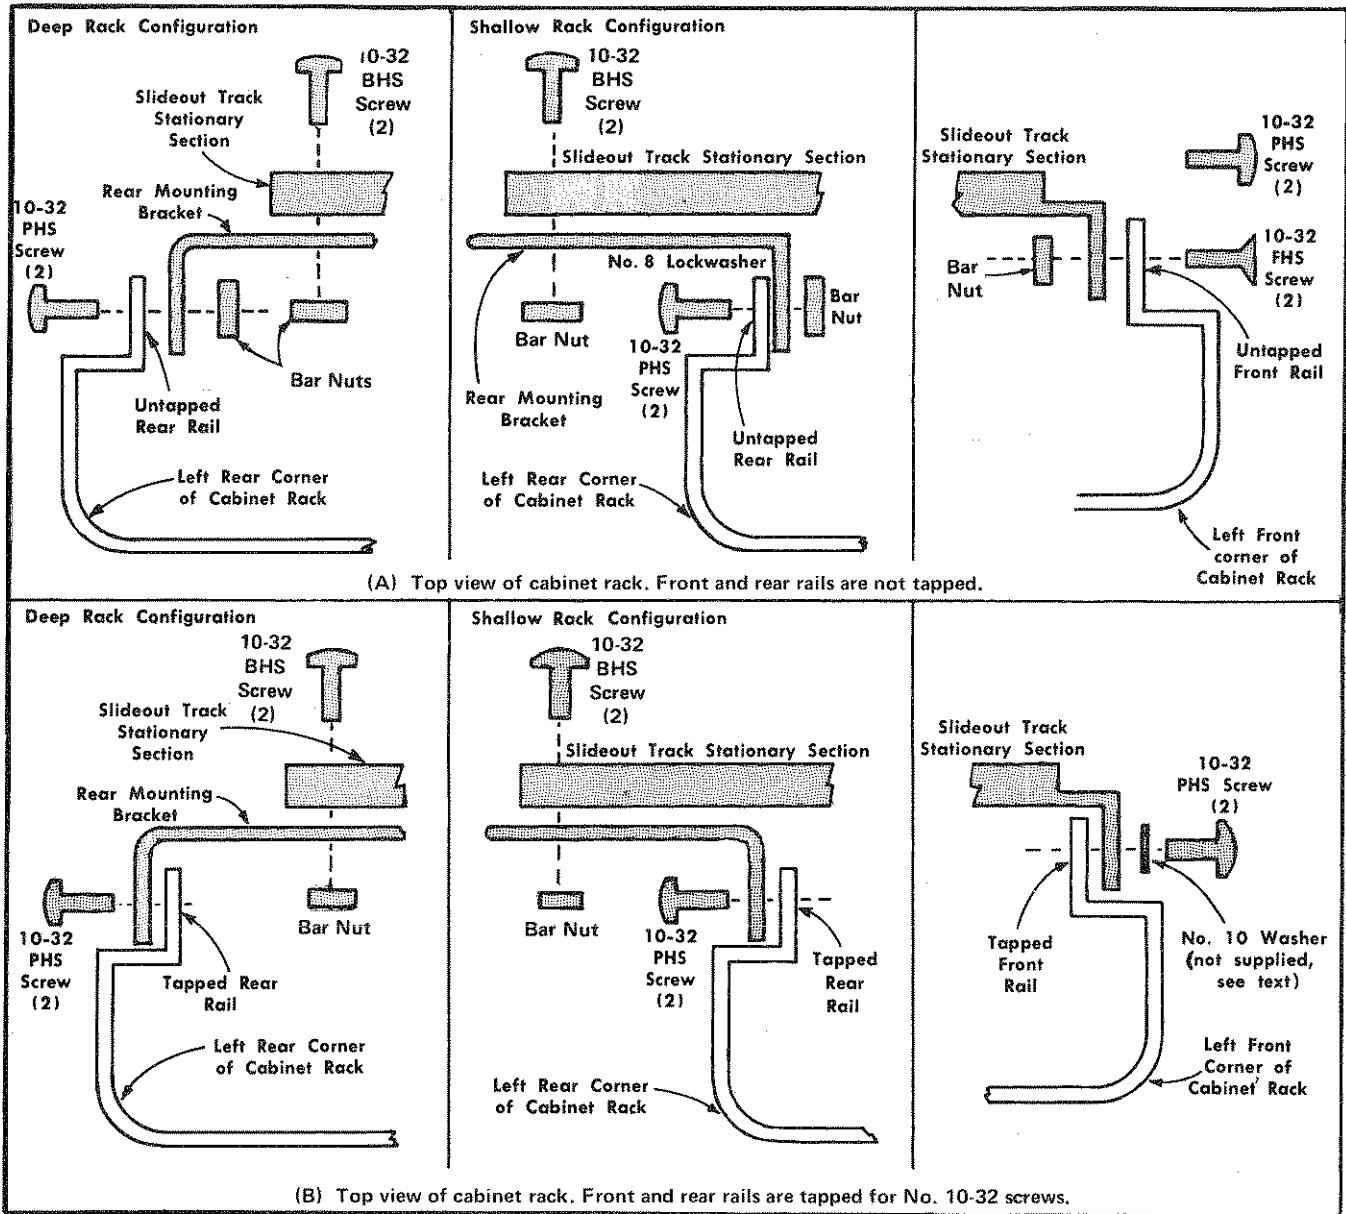 Deep Rack Configuration
10-32
BHS
Screw
(2)
Slideout Track
Stationary
Section
Rear Mounting
Bracket
10-32
PHS
Screw
(2)
Bar Nuts
Untapped
Rear Rail
Left Rear Corner
of Cabinet Rack
Shallow Rack Configuration
10-32
BHS
Screw
(2)
Slideout Track Stationary Section
No. 8 Lockwasher
Bar
Nut
Bar Nut
10-32
PHS
Screw
(2)
Rear Mounting
Bracket
Untapped
Rear Rail
Left Rear Corner
of Cabinet Rack
Slideout Track
Stationary Section
10-32
PHS
Screw
(2)
10-32
FHS
Screw
(2)
Bar
Nut
Untapped
Front Rail
Left Front
corner of
Cabinet Rack
(A) Top view of cabinet rack. Front and rear rails are not tapped.
Deep Rack Configuration
10-32
BHS
Screw
(2)
Slideout Track
Stationary
Section
Rear Mounting
Bracket
10-32
PHS
Screw
(2)
Bar Nut
Tapped Rear
Rail
Left Rear Corner
of Cabinet Rack
Shallow Rack Configuration
10-32
BHS
Screw
(2)
Slideout Track Stationary Section
Bar Nut
10-32
PHS
Screw
(2)
Tapped
Rear
Rail
Left Rear Corner
of Cabinet Rack
Slideout Track
Stationary Section
10-32
PHS Screw
(2)
Tapped
Front
Rail
No. 10 Washer
(not supplied,
see text)
Left Front
Corner of
Cabinet Rack
(B) Top view of cabinet rack. Front and rear rails are tapped for No. 10-32 screws.